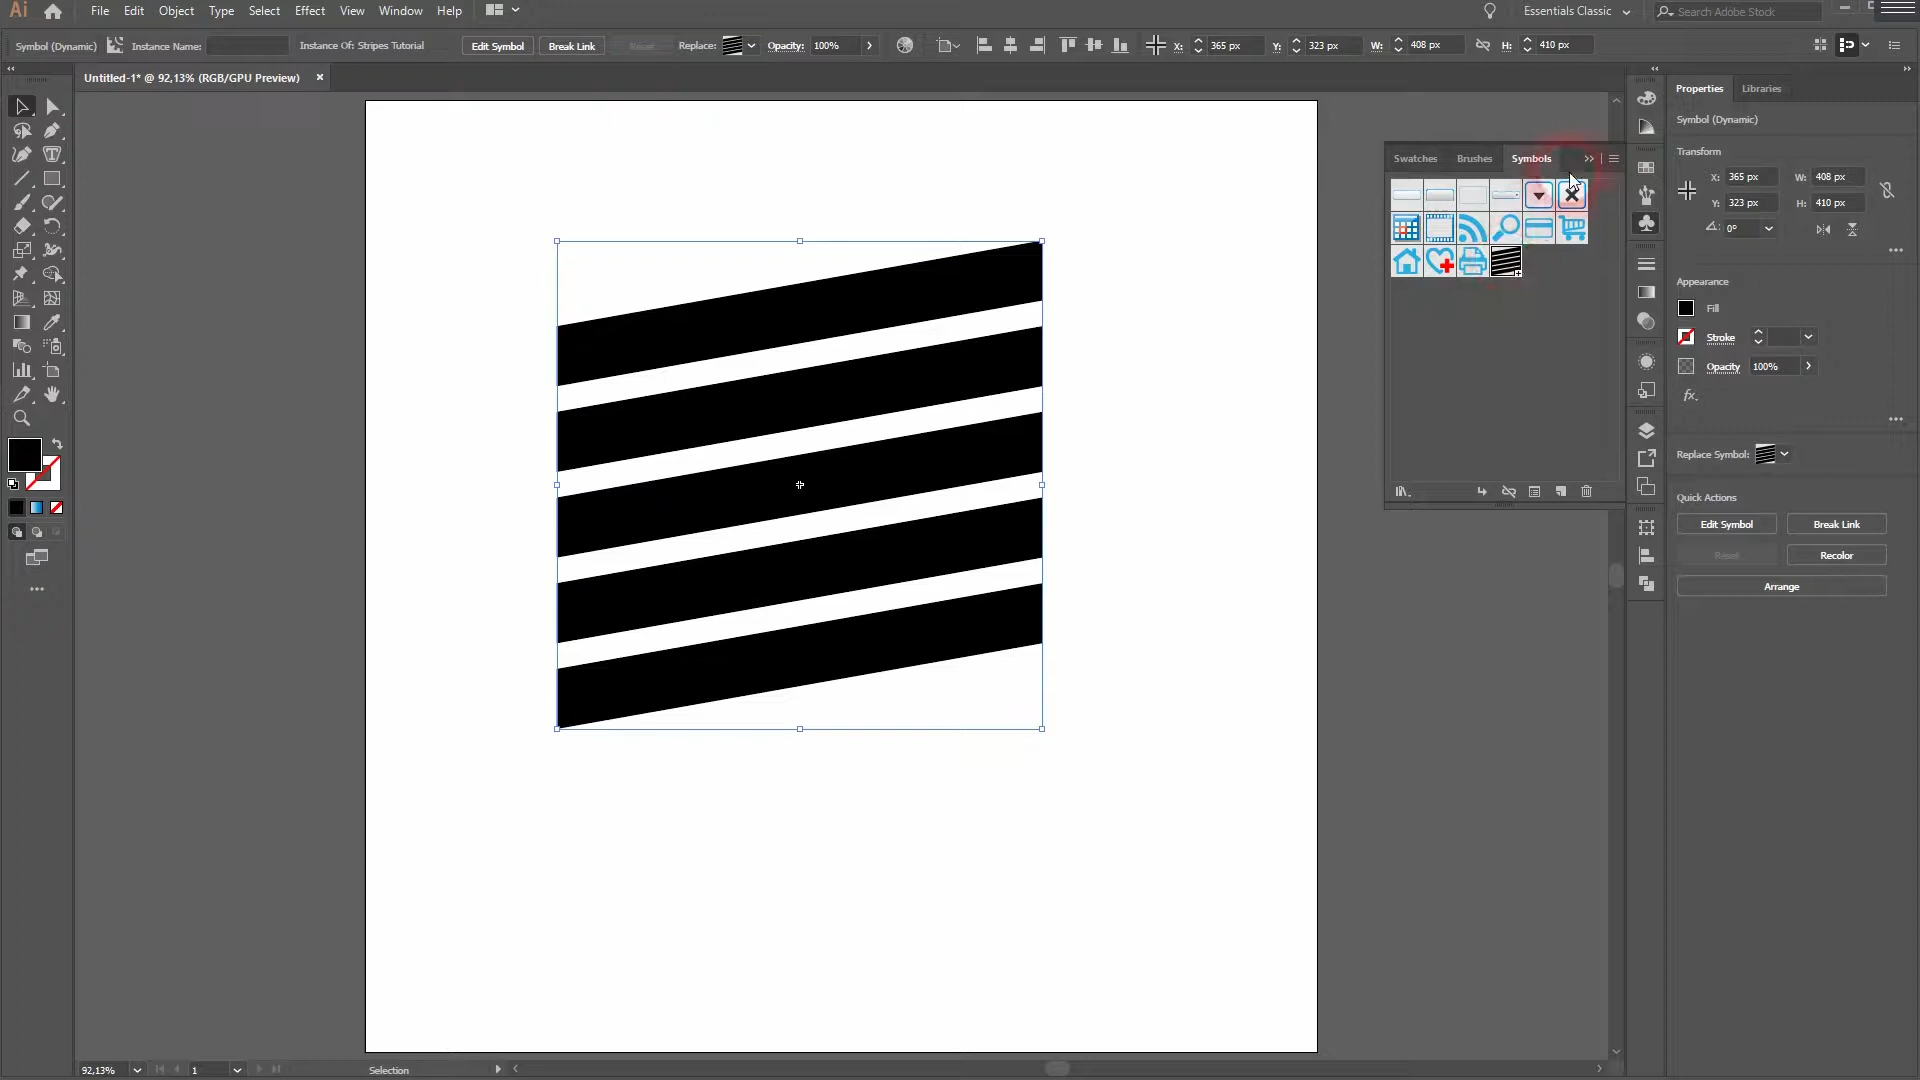 Ai File Edit Object Type Select Effect View Window Help Essentials Classic Search Adobe Stock
Symbol (Dynamic) Instance Name: Instance Of: Stripes Tutorial Edit Symbol Break Link Reset Replace: Opacity: 100% X: 365 px Y: 323 px W: 408 px H: 410 px
Untitled-1* @ 92,13% (RGB/GPU Preview) ×
Properties Libraries
Symbol (Dynamic)
Transform
X: 365 px W: 408 px
Y: 323 px H: 410 px
0°
Swatches Brushes Symbols
Appearance
Fill
Stroke
Opacity 100%
fx.
Replace Symbol:
Quick Actions
Edit Symbol Break Link
Reset Recolor
Arrange
92,13% 1 Selection